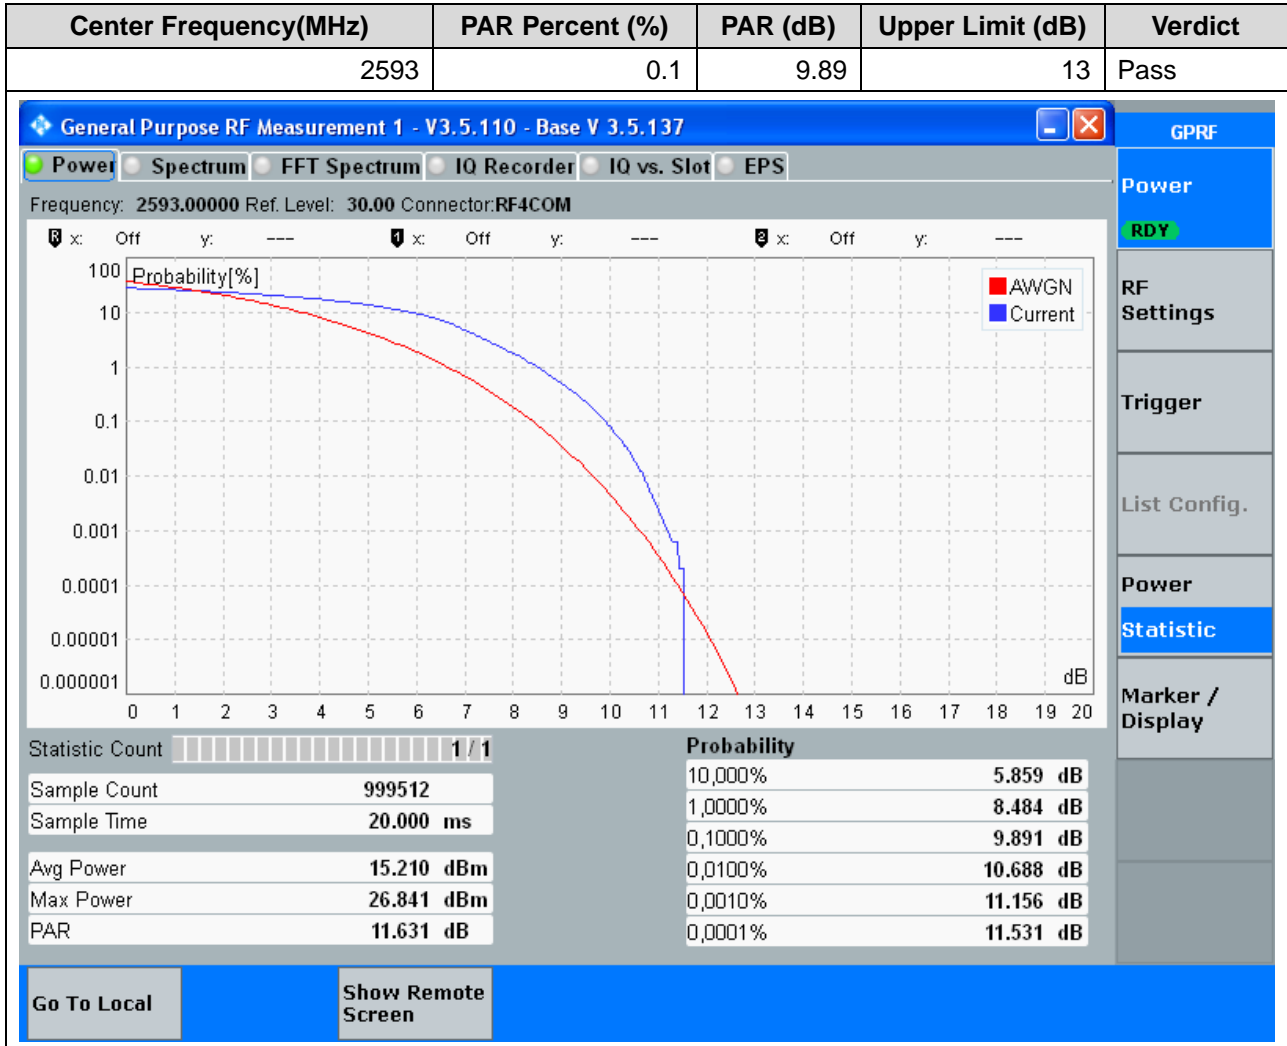 Center Frequency(MHz) PAR Percent (%) PAR (dB) Upper Limit (dB) Verdict
2593 0.1 9.89 13 Pass
General Purpose RF Measurement 1 - V3.5.110 - Base V 3.5.137
GPRF
Power Spectrum FFT Spectrum IQ Recorder IQ vs. Slot EPS
Power
RDY
Frequency: 2593.00000 Ref. Level: 30.00 Connector:RF4COM
R x: Off y: --- 1 x: Off y: --- 2 x: Off y: ---
100 Probability[%]
AWGN
Current
10
1
0.1
0.01
0.001
0.0001
0.00001
0.000001
dB
0 1 2 3 4 5 6 7 8 9 10 11 12 13 14 15 16 17 18 19 20
RF
Settings
Trigger
List Config.
Power
Statistic
Marker /
Display
Statistic Count 1 / 1
Sample Count 999512
Sample Time 20.000 ms
Avg Power 15.210 dBm
Max Power 26.841 dBm
PAR 11.631 dB
Probability
10,000% 5.859 dB
1,0000% 8.484 dB
0,1000% 9.891 dB
0,0100% 10.688 dB
0,0010% 11.156 dB
0,0001% 11.531 dB
Go To Local
Show Remote
Screen